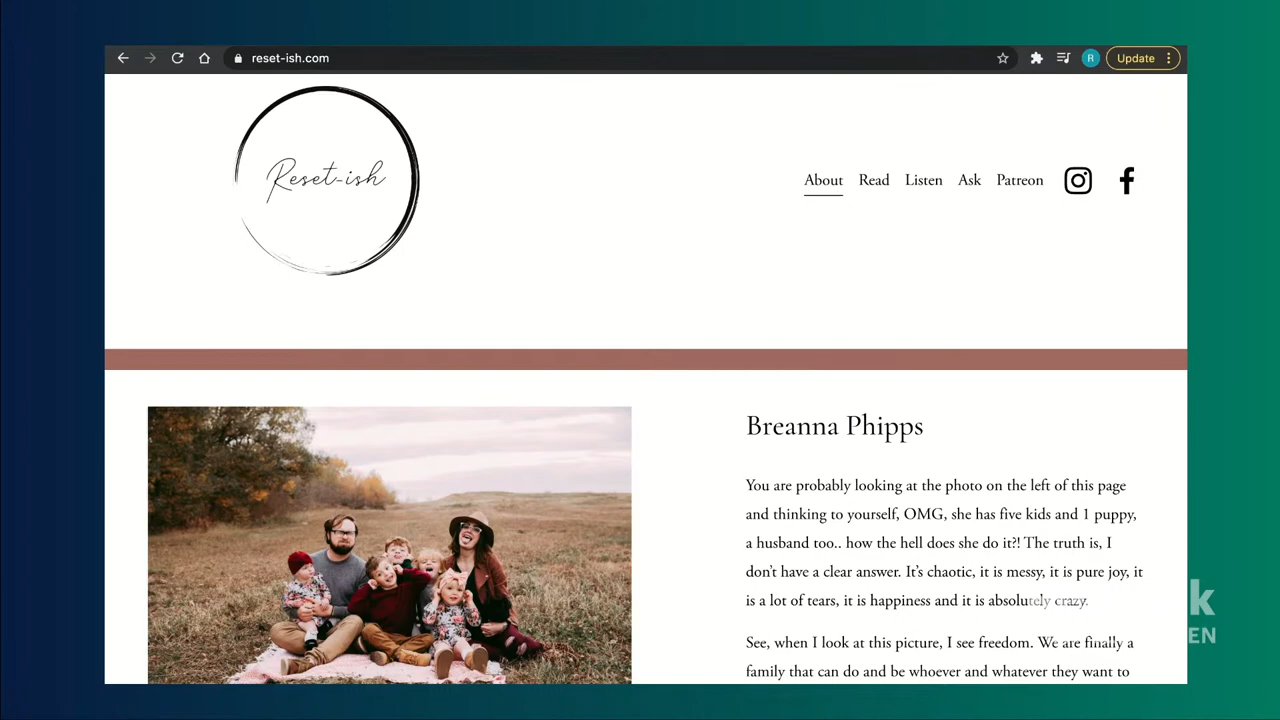 reset-ish.com
R
Update
Reset-ish
About Read Listen Ask Patreon
Breanna Phipps
You are probably looking at the photo on the left of this page
and thinking to yourself, OMG, she has five kids and 1 puppy,
a husband too.. how the hell does she do it?! The truth is, I
don't have a clear answer. It's chaotic, it is messy, it is pure joy, it
is a lot of tears, it is happiness and it is absolutely crazy.
See, when I look at this picture, I see freedom. We are finally a
family that can do and be whoever and whatever they want to
k
EN